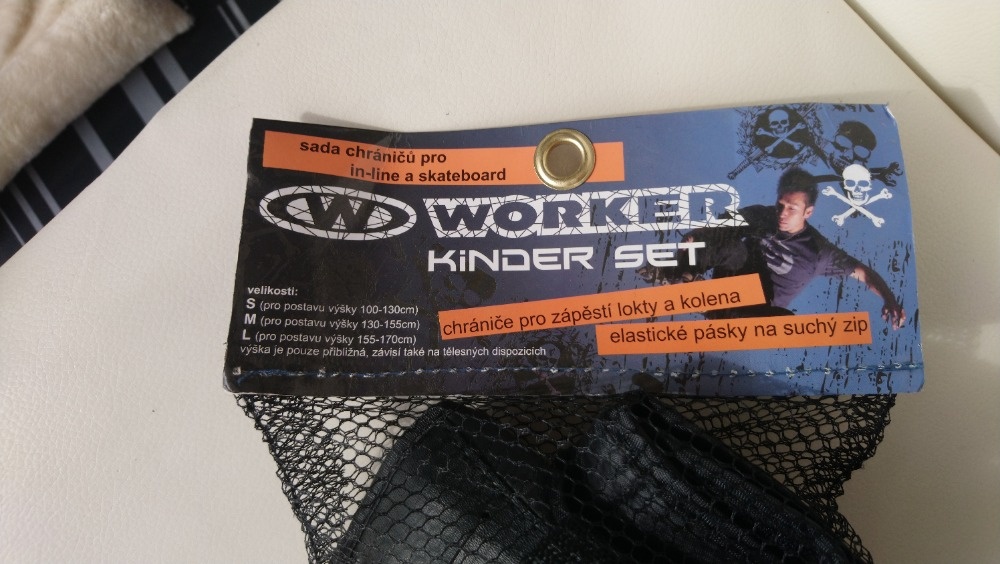 sada chráničů pro
in-line a skateboard
W WORKER
KiNDER SET
velikosti:
S (pro postavu výšky 100-130cm)
M (pro postavu výšky 130-155cm)
L (pro postavu výšky 155-170cm)
výška je pouze přibližná, závisí také na tělesných dispozicích
chrániče pro zápěstí lokty a kolena
elastické pásky na suchý zip